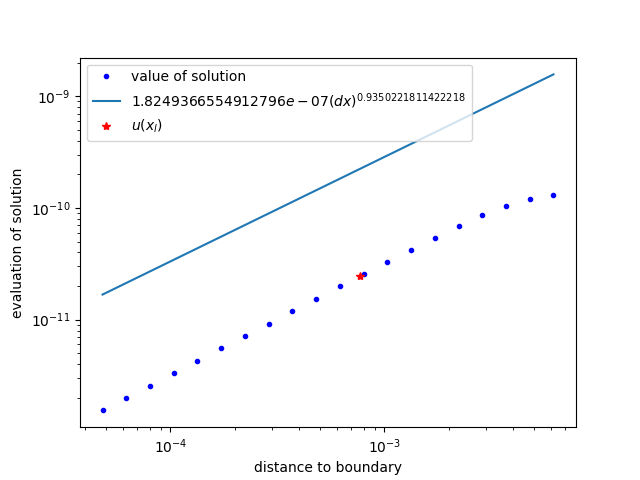 value of solution
1.8249366554912796e − 07(dx)^0.9350221811422218
u(x_l)
10^−9
10^−10
10^−11
evaluation of solution
10^−4
10^−3
distance to boundary